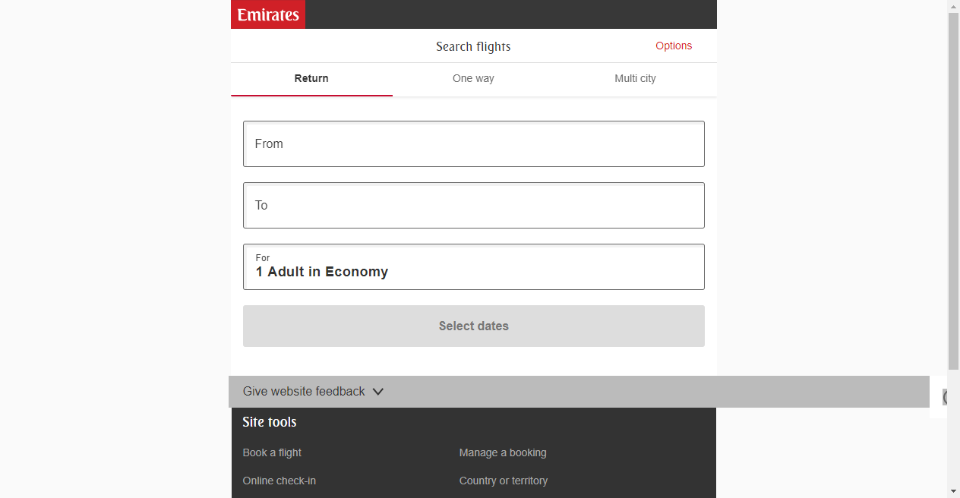 Emirates
Search flights
Options
Return
One way
Multi city
From
To
For
1 Adult in Economy
Select dates
Give website feedback
Site tools
Book a flight
Manage a booking
Online check-in
Country or territory